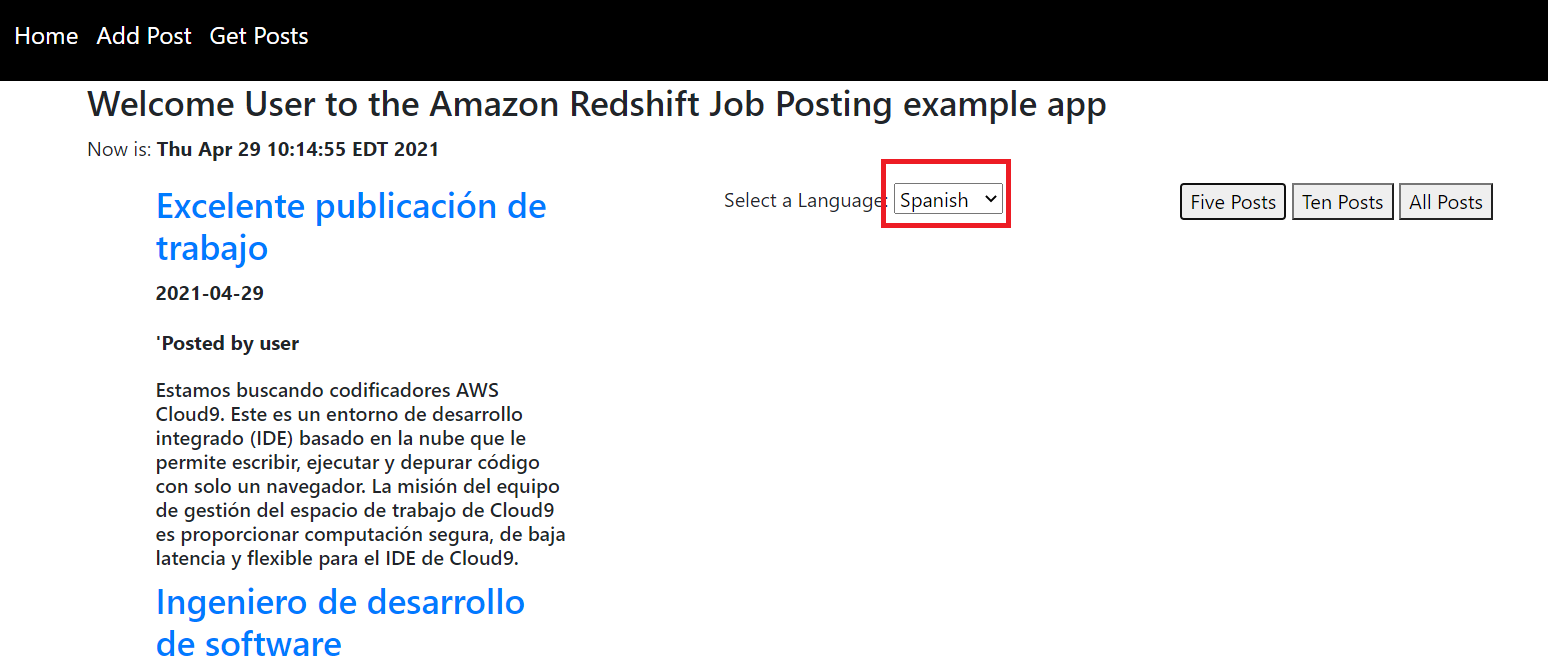 Home Add Post Get Posts
Welcome User to the Amazon Redshift Job Posting example app
Now is: Thu Apr 29 10:14:55 EDT 2021
Excelente publicación de
trabajo
Select a Language: Spanish
Five Posts Ten Posts All Posts
2021-04-29
'Posted by user
Estamos buscando codificadores AWS
Cloud9. Este es un entorno de desarrollo
integrado (IDE) basado en la nube que le
permite escribir, ejecutar y depurar código
con solo un navegador. La misión del equipo
de gestión del espacio de trabajo de Cloud9
es proporcionar computación segura, de baja
latencia y flexible para el IDE de Cloud9.
Ingeniero de desarrollo
de software